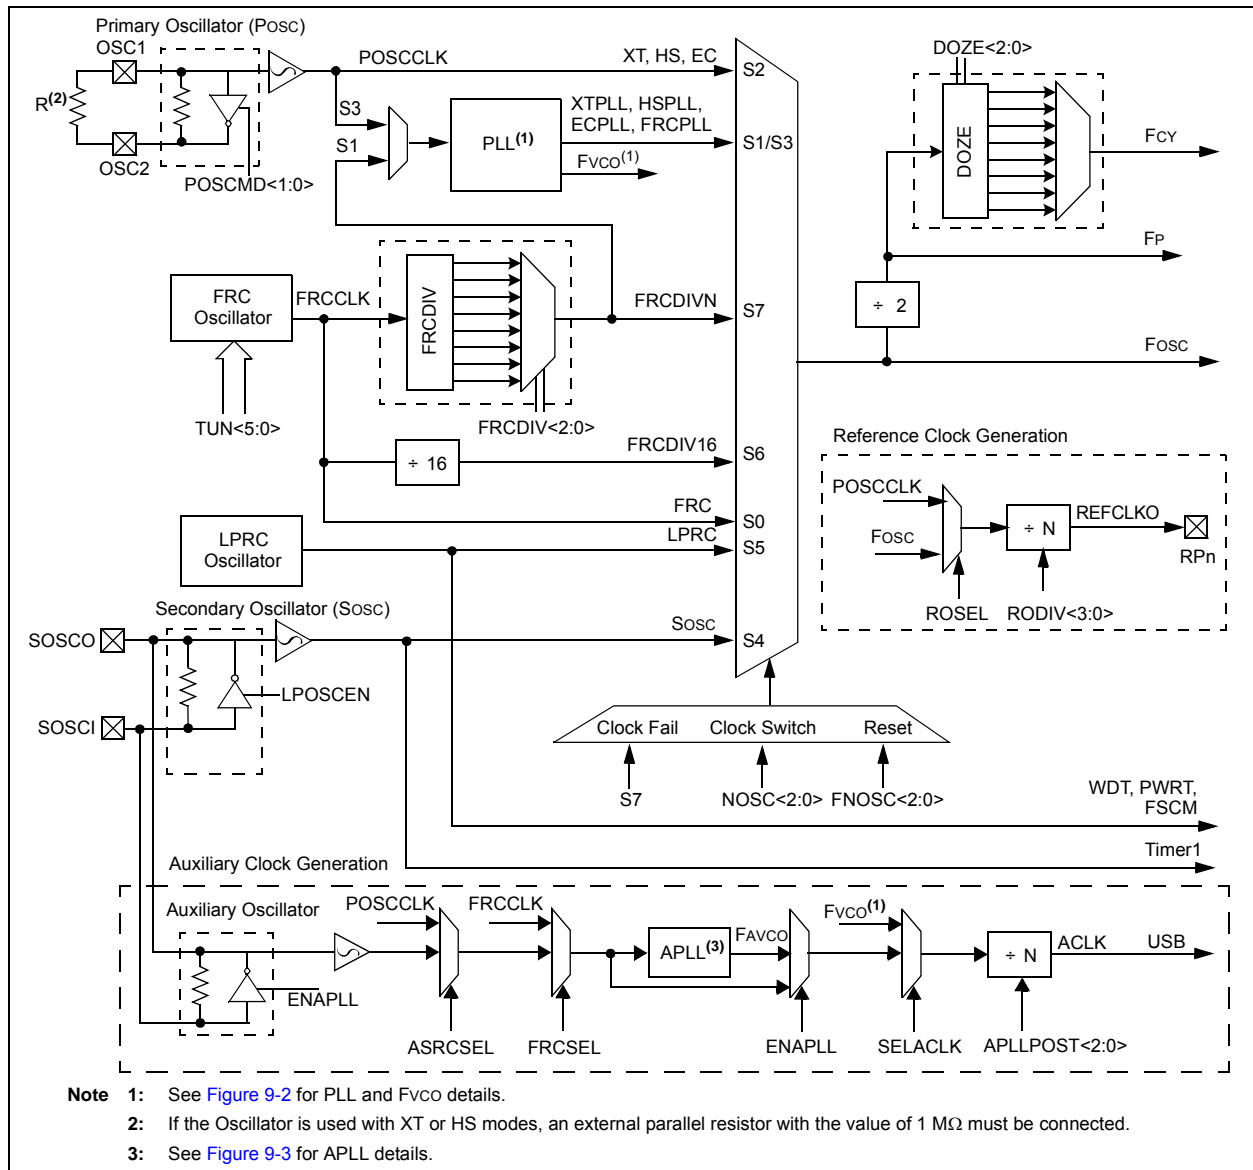 Primary Oscillator (POSC)
OSC1
R(2)
OSC2
POSCMD<1:0>
POSCCLK
XT, HS, EC
S2
S3
S1
PLL(1)
XTPLL, HSPLL,
ECPLL, FRCPLL
FVCO(1)
S1/S3
DOZE<2:0>
DOZE
FCY
FP
÷ 2
FOSC
FRC
Oscillator
FRCCLK
TUN<5:0>
FRCDIV
FRCDIV<2:0>
FRCDIVN
S7
÷ 16
FRCDIV16
S6
FRC
S0
LPRC
Oscillator
LPRC
S5
Reference Clock Generation
POSCCLK
FOSC
ROSEL
÷ N
RODIV<3:0>
REFCLKO
RPn
Secondary Oscillator (SOSC)
SOSCO
SOSCI
LPOSCEN
SOSC
S4
Clock Fail
Clock Switch
Reset
S7
NOSC<2:0>
FNOSC<2:0>
WDT, PWRT,
FSCM
Timer1
Auxiliary Clock Generation
Auxiliary Oscillator
ENAPLL
POSCCLK
ASRCSEL
FRCCLK
FRCSEL
APLL(3)
FAVCO
ENAPLL
FVCO(1)
SELACLK
÷ N
APLLPOST<2:0>
ACLK
USB
Note 1: See Figure 9-2 for PLL and FVCO details.
2: If the Oscillator is used with XT or HS modes, an external parallel resistor with the value of 1 MΩ must be connected.
3: See Figure 9-3 for APLL details.